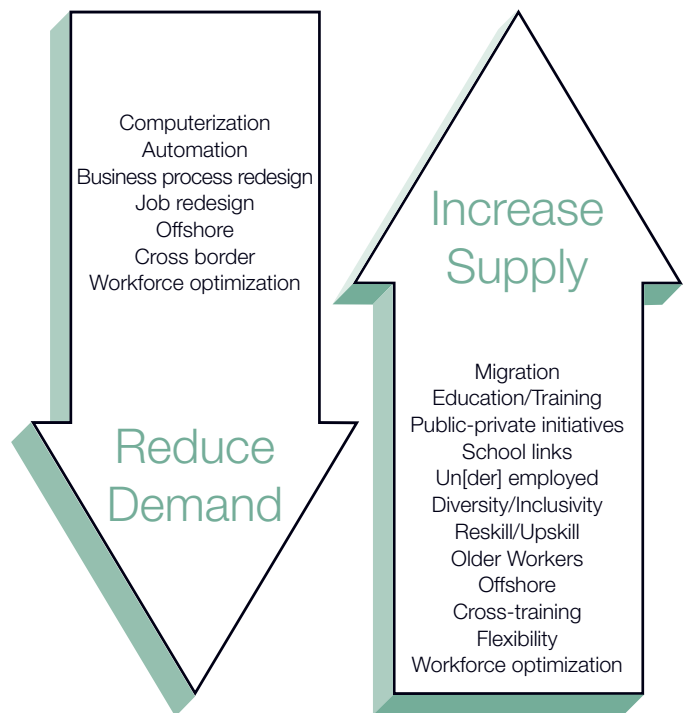 Computerization
Automation
Business process redesign
Job redesign
Offshore
Cross border
Workforce optimization
Reduce
Demand
Increase
Supply
Migration
Education/Training
Public-private initiatives
School links
Un[der] employed
Diversity/Inclusivity
Reskill/Upskill
Older Workers
Offshore
Cross-training
Flexibility
Workforce optimization